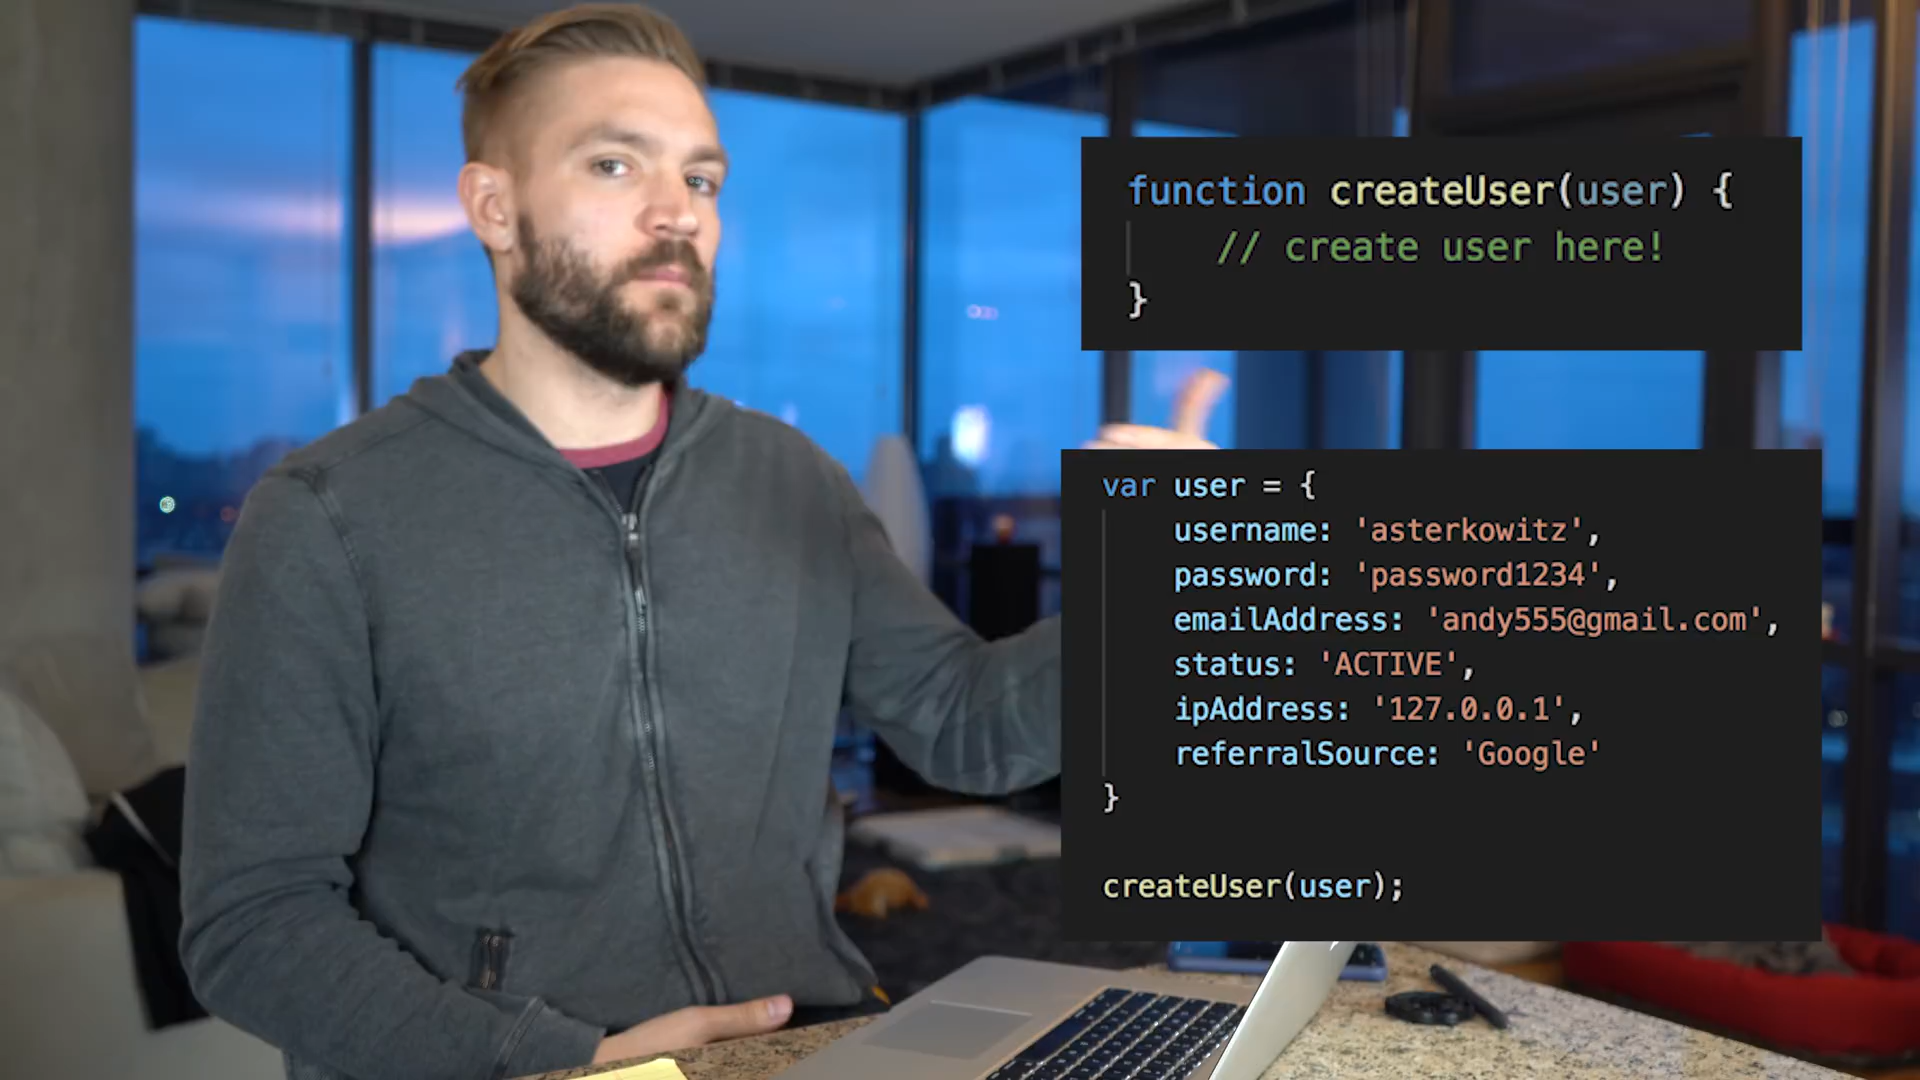 function createUser(user) {
// create user here!
}
var user = {
username: 'asterkowitz',
password: 'password1234',
emailAddress: 'andy555@gmail.com',
status: 'ACTIVE',
ipAddress: '127.0.0.1',
referralSource: 'Google'
}
createUser(user);